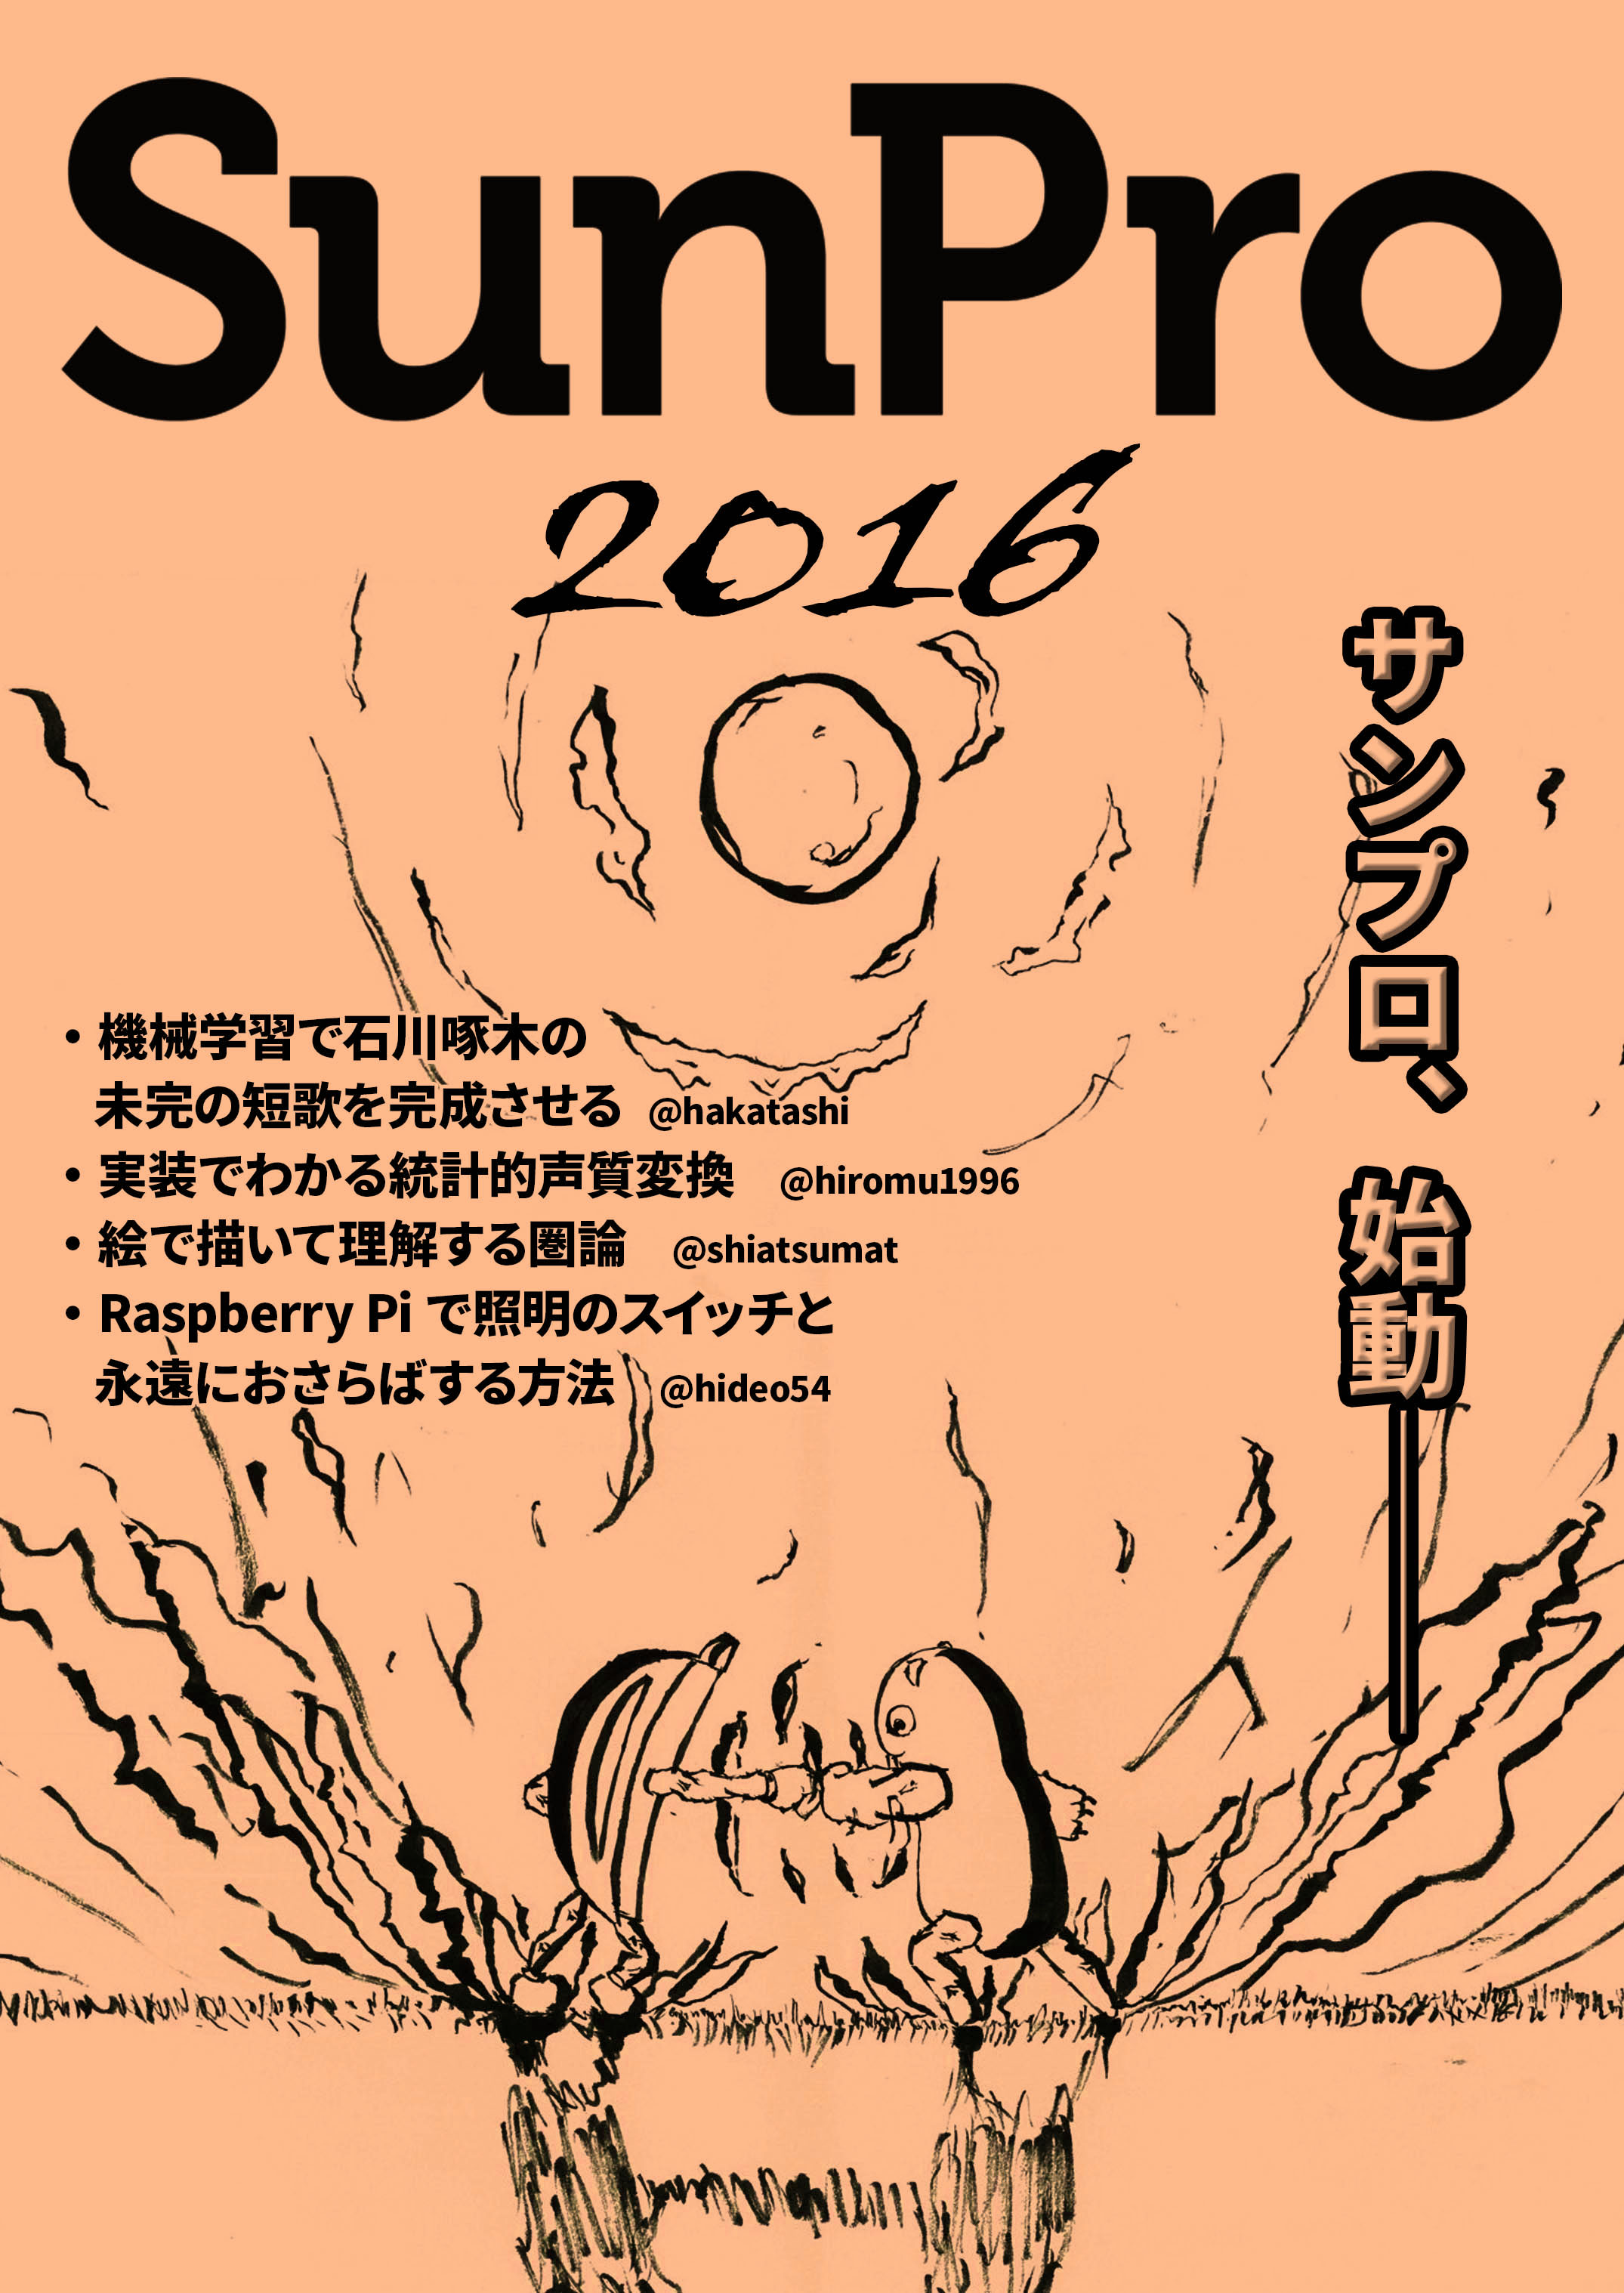 SunPro
2016
サンプロ、始動―
・機械学習で石川啄木の
未完の短歌を完成させる @hakatashi
・実装でわかる統計的声質変換 @hiromu1996
・絵で描いて理解する圏論 @shiatsumat
・Raspberry Pi で照明のスイッチと
永遠におさらばする方法 @hideo54